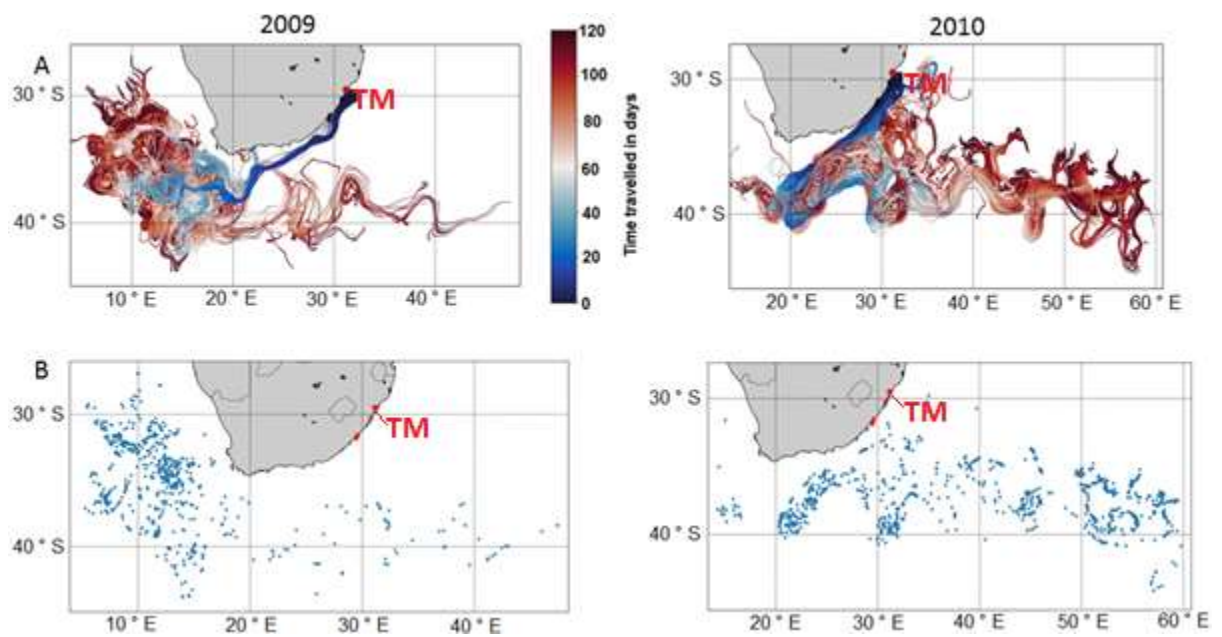 2009
2010
A
TM
TM
30 ° S
40 ° S
10 ° E
20 ° E
30 ° E
40 ° E
120
100
80
60
40
20
0
Time travelled in days
30 ° S
40 ° S
20 ° E
30 ° E
40 ° E
50 ° E
60 ° E
B
TM
TM
30 ° S
40 ° S
10 ° E
20 ° E
30 ° E
40 ° E
30 ° S
40 ° S
20 ° E
30 ° E
40 ° E
50 ° E
60 ° E